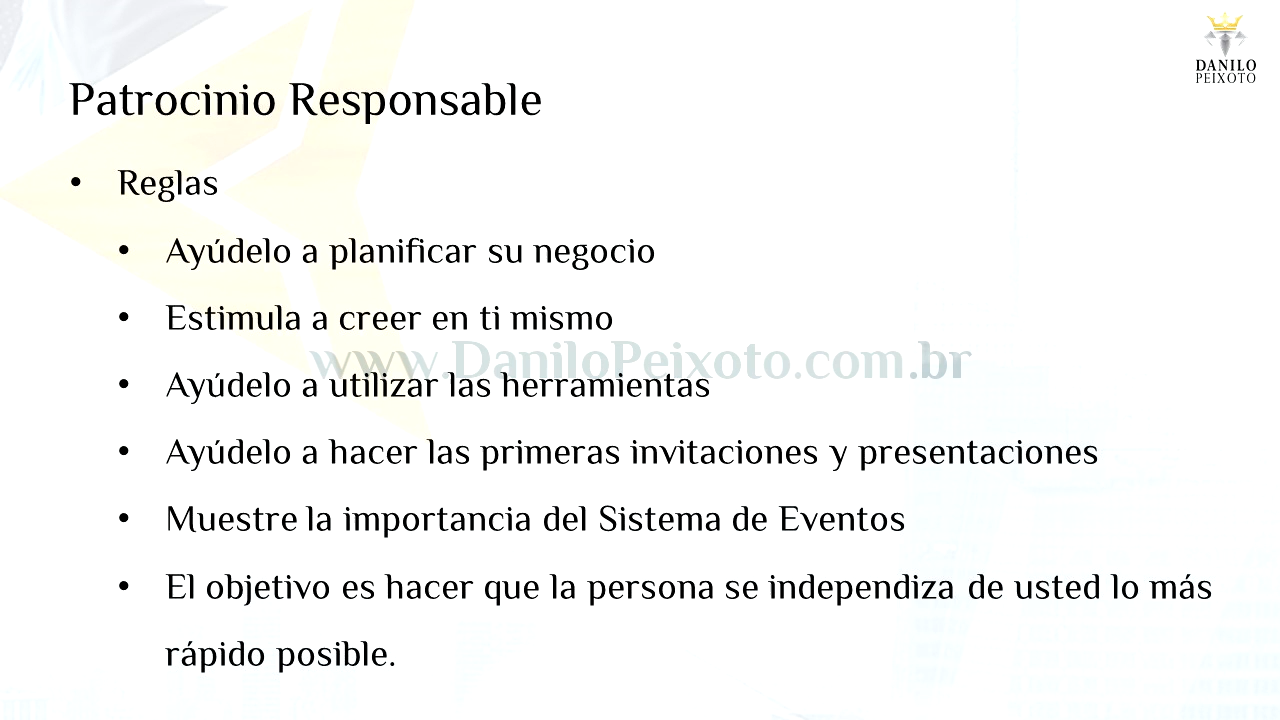 DANILO
PEIXOTO
Patrocinio Responsable
• Reglas
• Ayúdelo a planificar su negocio
• Estimula a creer en ti mismo
www.DaniloPeixoto.com.br
• Ayúdelo a utilizar las herramientas
• Ayúdelo a hacer las primeras invitaciones y presentaciones
• Muestre la importancia del Sistema de Eventos
• El objetivo es hacer que la persona se independiza de usted lo más
rápido posible.